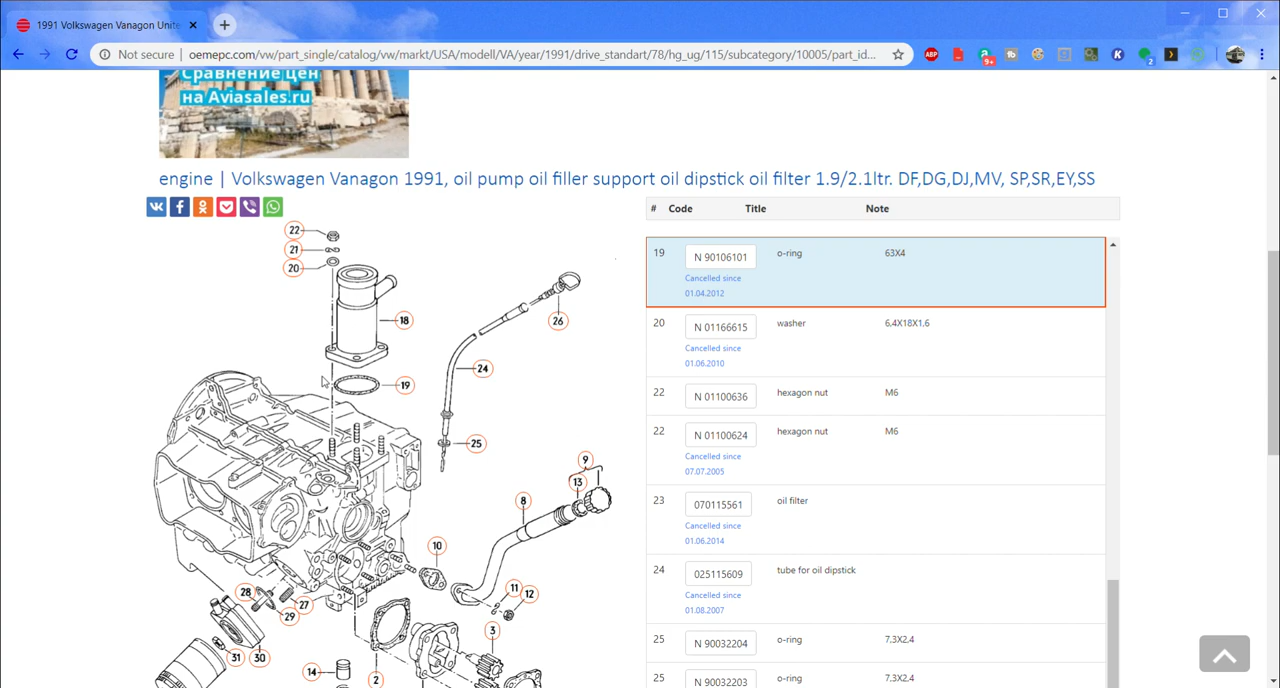 1991 Volkswagen Vanagon Unite
Not secure | oemepc.com/vw/part_single/catalog/vw/markt/USA/modell/VA/year/1991/drive_standart/78/hg_ug/115/subcategory/10005/part_id...
ABP
9+
K
2
Сравнение цен
на Aviasales.ru
engine | Volkswagen Vanagon 1991, oil pump oil filler support oil dipstick oil filter 1.9/2.1ltr. DF,DG,DJ,MV, SP,SR,EY,SS
# Code Title Note
19 N 90106101 o-ring 63X4
Cancelled since
01.04.2012
20 N 01166615 washer 6,4X18X1,6
Cancelled since
01.06.2010
22 N 01100636 hexagon nut M6
22 N 01100624 hexagon nut M6
Cancelled since
07.07.2005
23 070115561 oil filter
Cancelled since
01.06.2014
24 025115609 tube for oil dipstick
Cancelled since
01.08.2007
25 N 90032204 o-ring 7,3X2,4
25 N 90032203 o-ring 7,3X2,4
22
21
20
18
26
24
19
25
9
13
8
10
11
12
28
27
29
3
31
30
14
2